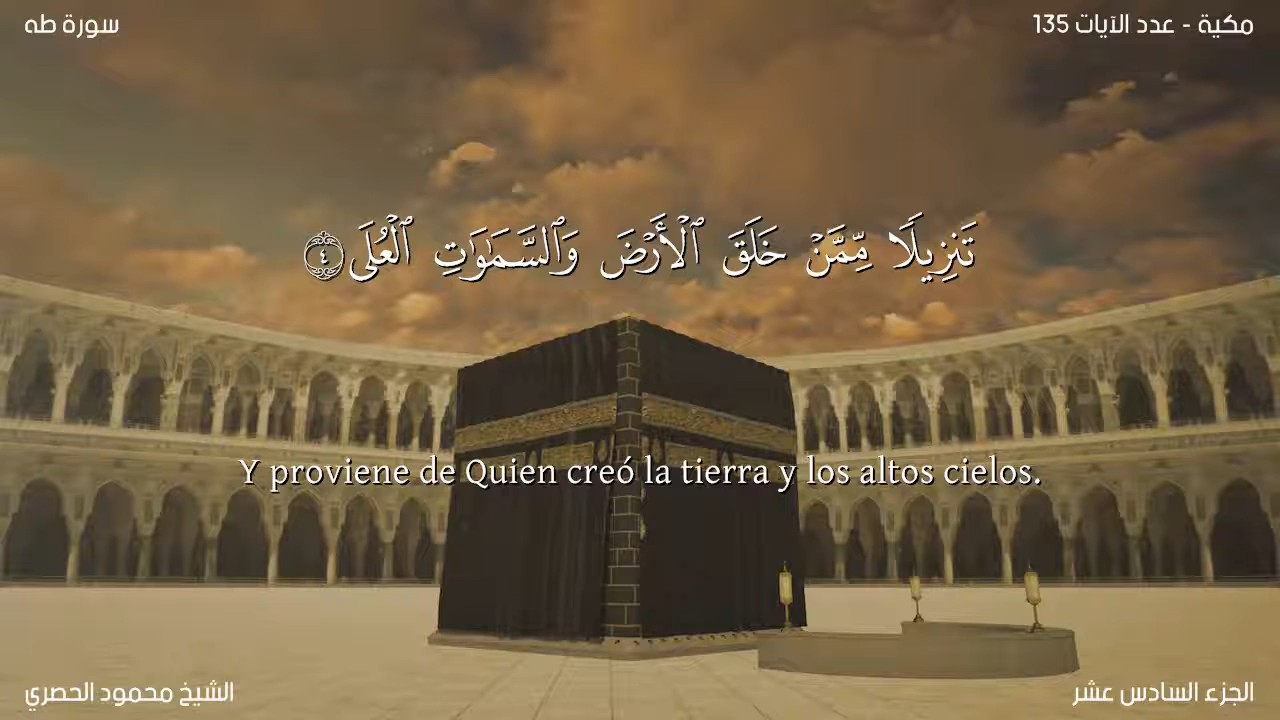 مكية - عدد الآيات 135
سورة طه
تَنزِيلًا مِّمَّنْ خَلَقَ ٱلْأَرْضَ وَٱلسَّمَٰوَٰتِ ٱلْعُلَى ٤
Y proviene de Quien creó la tierra y los altos cielos.
الجزء السادس عشر
الشيخ محمود الحصري